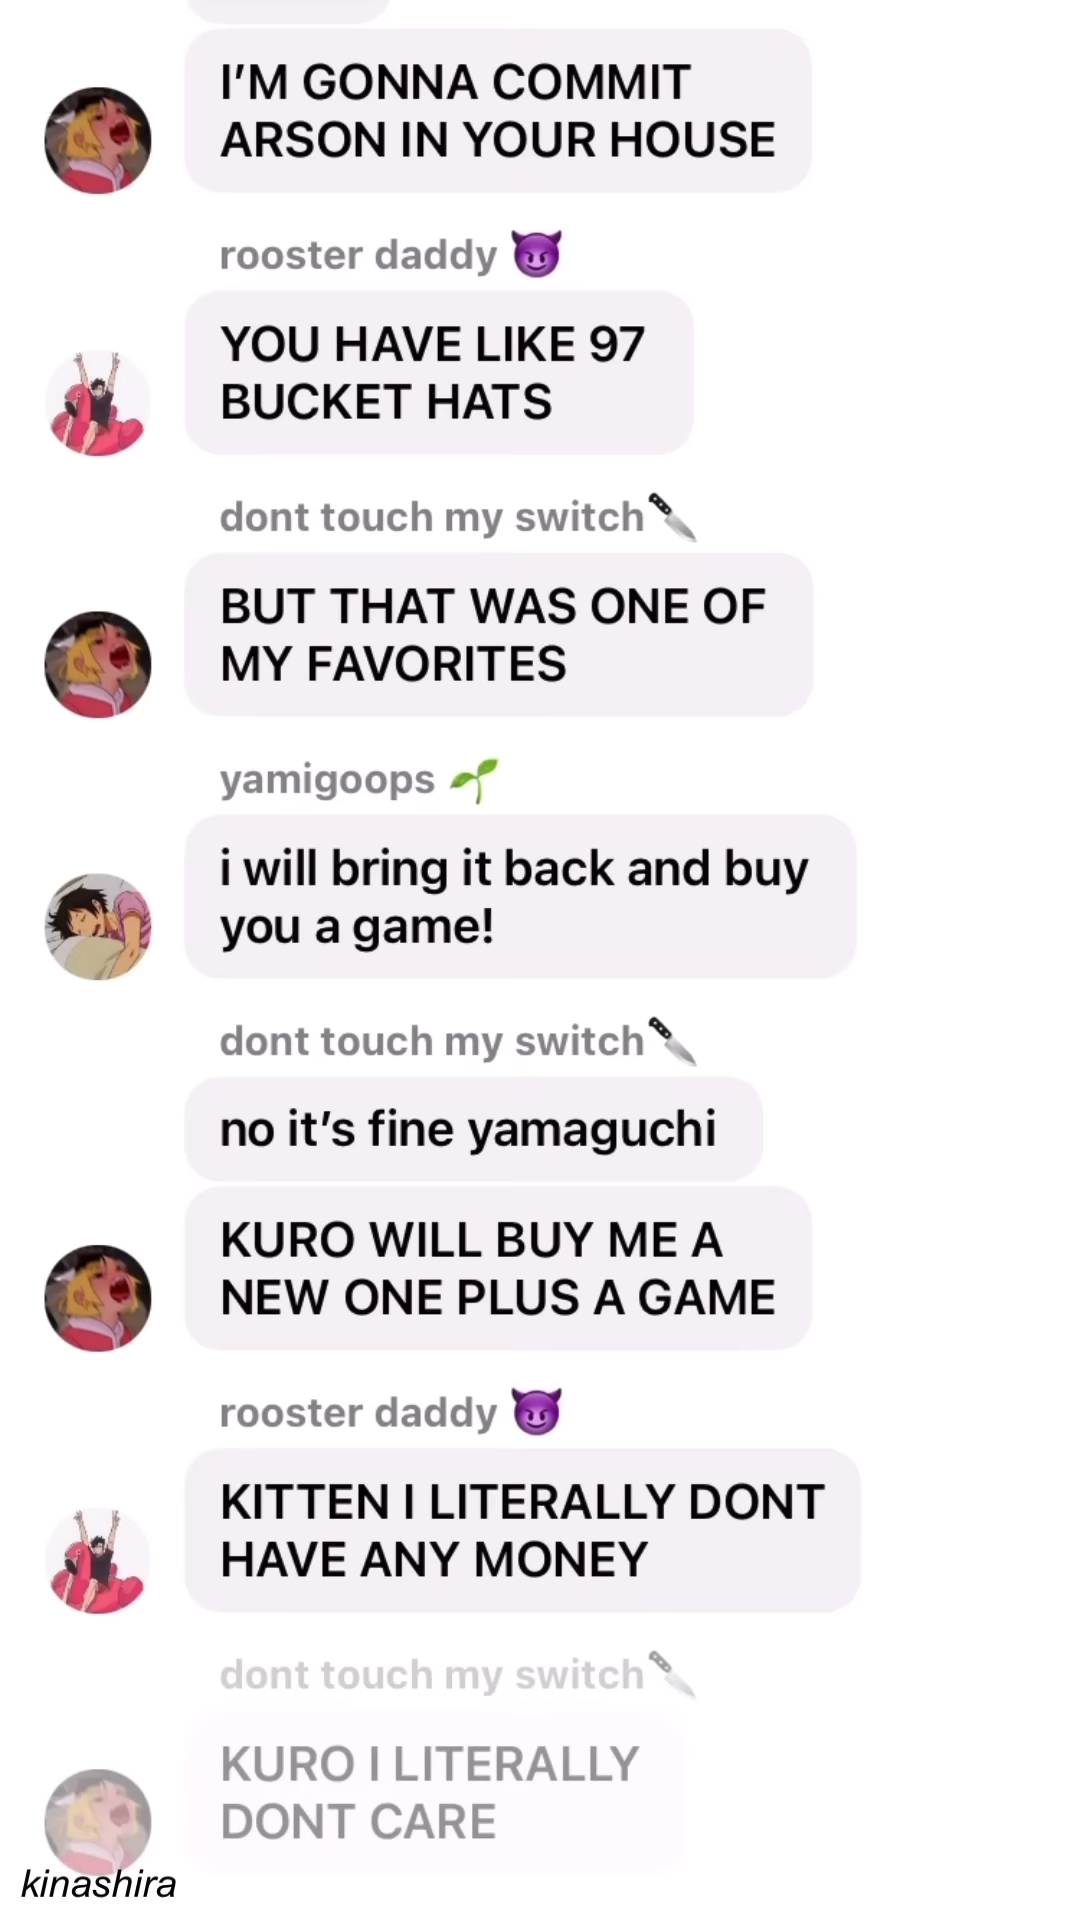 I'M GONNA COMMIT
ARSON IN YOUR HOUSE
rooster daddy 😈
YOU HAVE LIKE 97
BUCKET HATS
dont touch my switch🔪
BUT THAT WAS ONE OF
MY FAVORITES
yamigoops 🌱
i will bring it back and buy
you a game!
dont touch my switch🔪
no it's fine yamaguchi
KURO WILL BUY ME A
NEW ONE PLUS A GAME
rooster daddy 😈
KITTEN I LITERALLY DONT
HAVE ANY MONEY
dont touch my switch🔪
KURO I LITERALLY
DONT CARE
kinashira